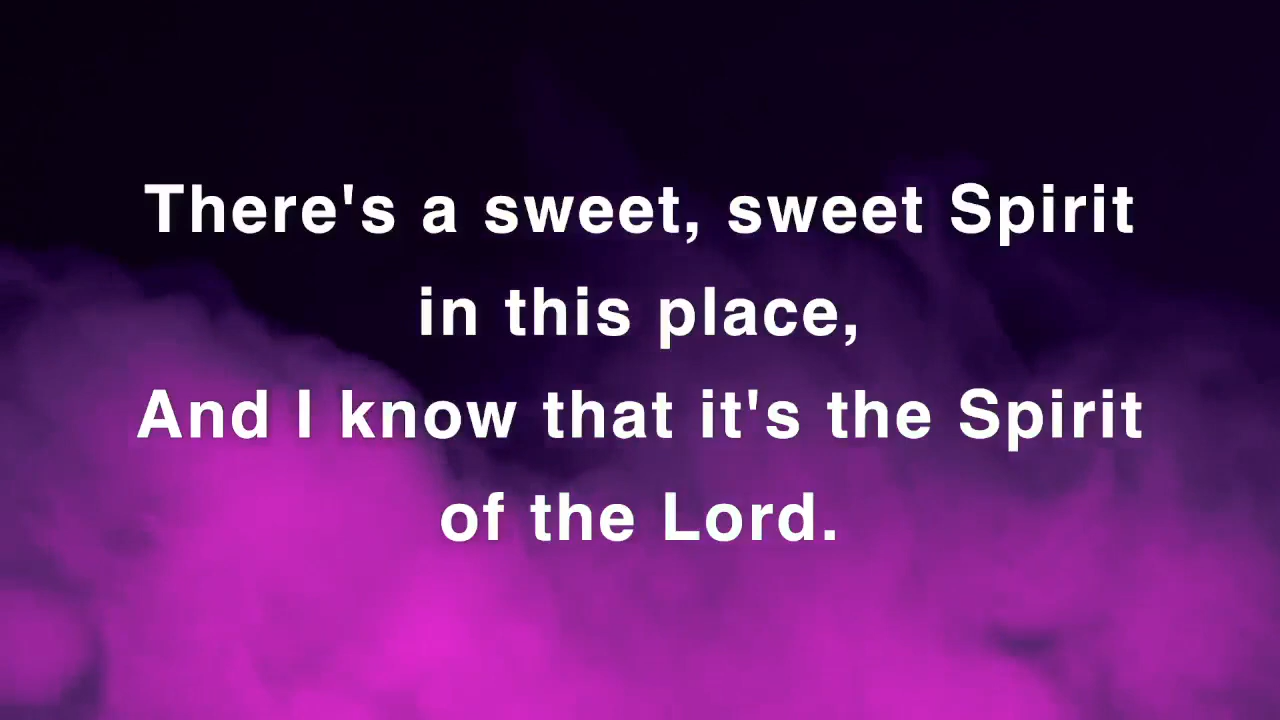 There's a sweet, sweet Spirit
in this place,
And I know that it's the Spirit
of the Lord.